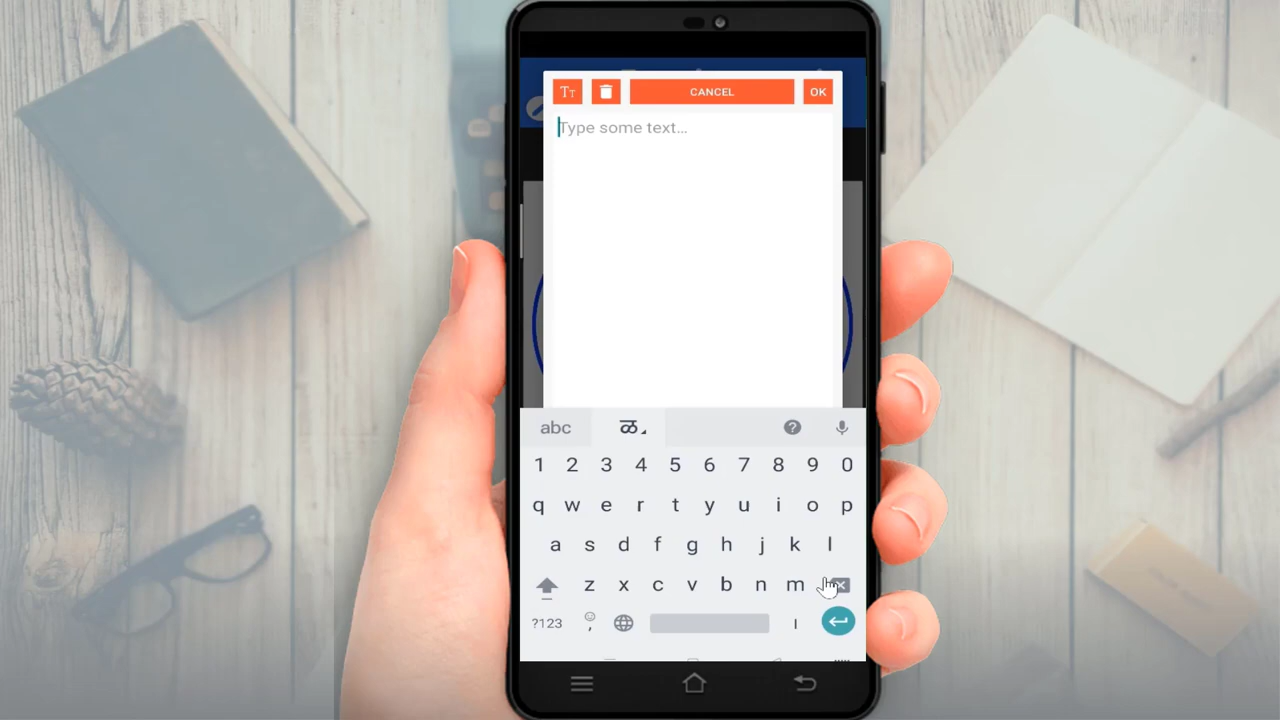 Tт CANCEL OK
Type some text...
abc ळ
1 2 3 4 5 6 7 8 9 0
q w e r t y u i o p
a s d f g h j k l
z x c v b n m
?123 , ।